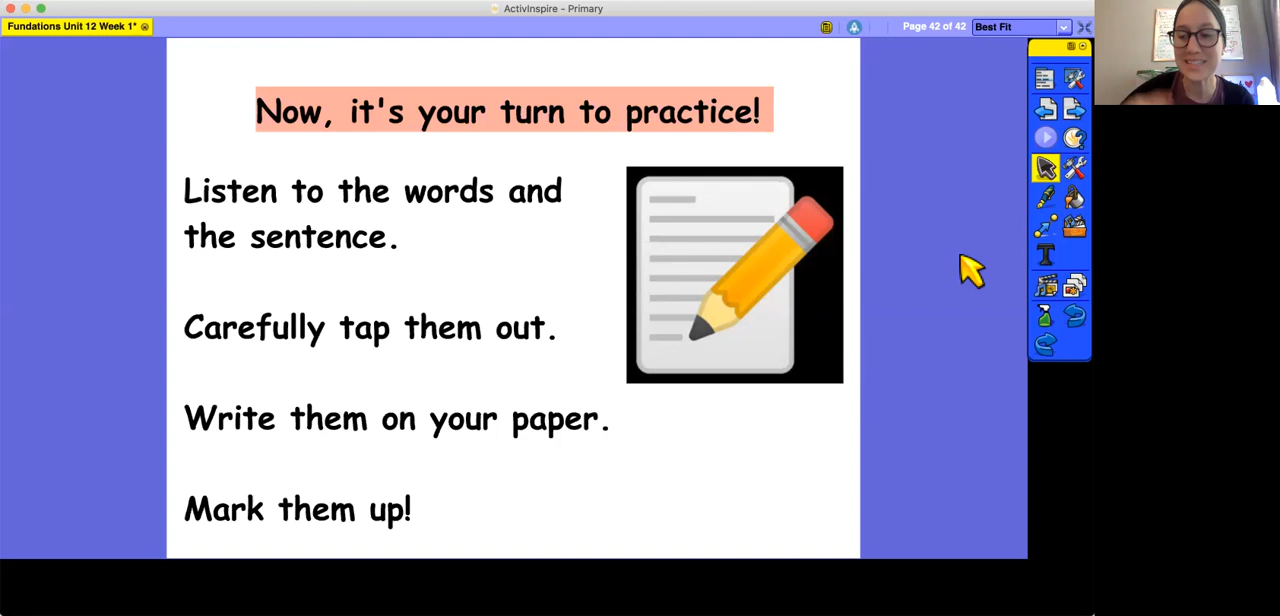 ActivInspire - Primary
Fundations Unit 12 Week 1*
Page 42 of 42
Best Fit
Now, it's your turn to practice!
Listen to the words and
the sentence.
Carefully tap them out.
Write them on your paper.
Mark them up!
T